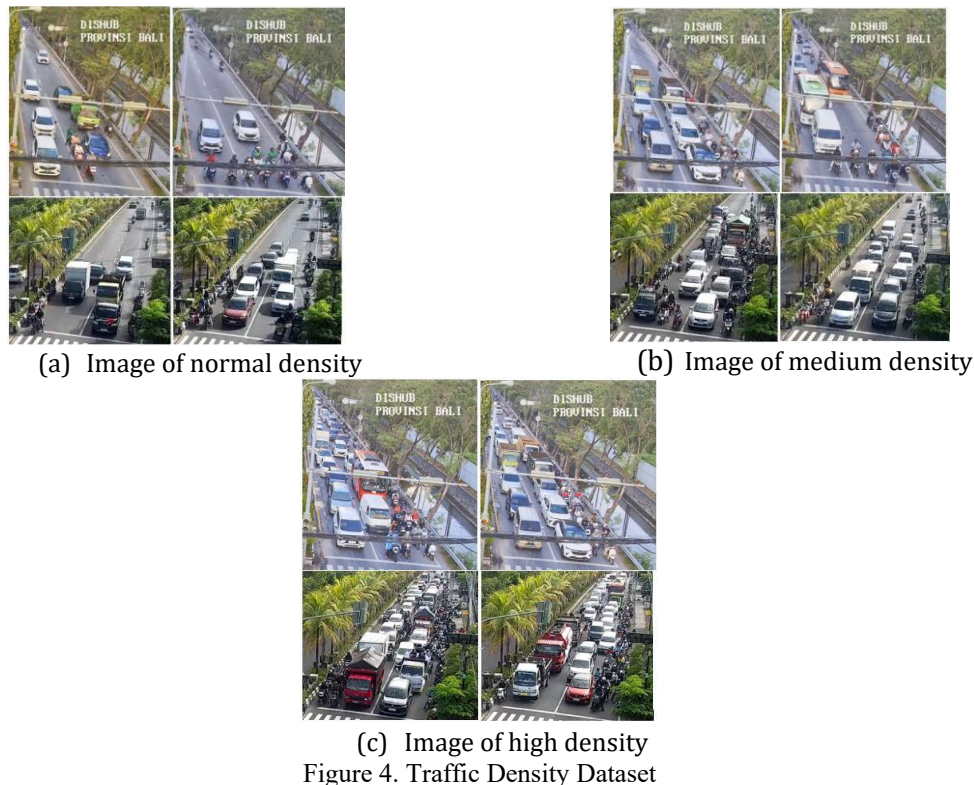 DISHUB
PROVINSI BALI
DISHUB
PROVINSI BALI
DISHUB
PROVINSI BALI
DISHUB
PROVINSI BALI
(a) Image of normal density
(b) Image of medium density
DISHUB
PROVINSI BALI
DISHUB
PROVINSI BALI
(c) Image of high density
Figure 4. Traffic Density Dataset